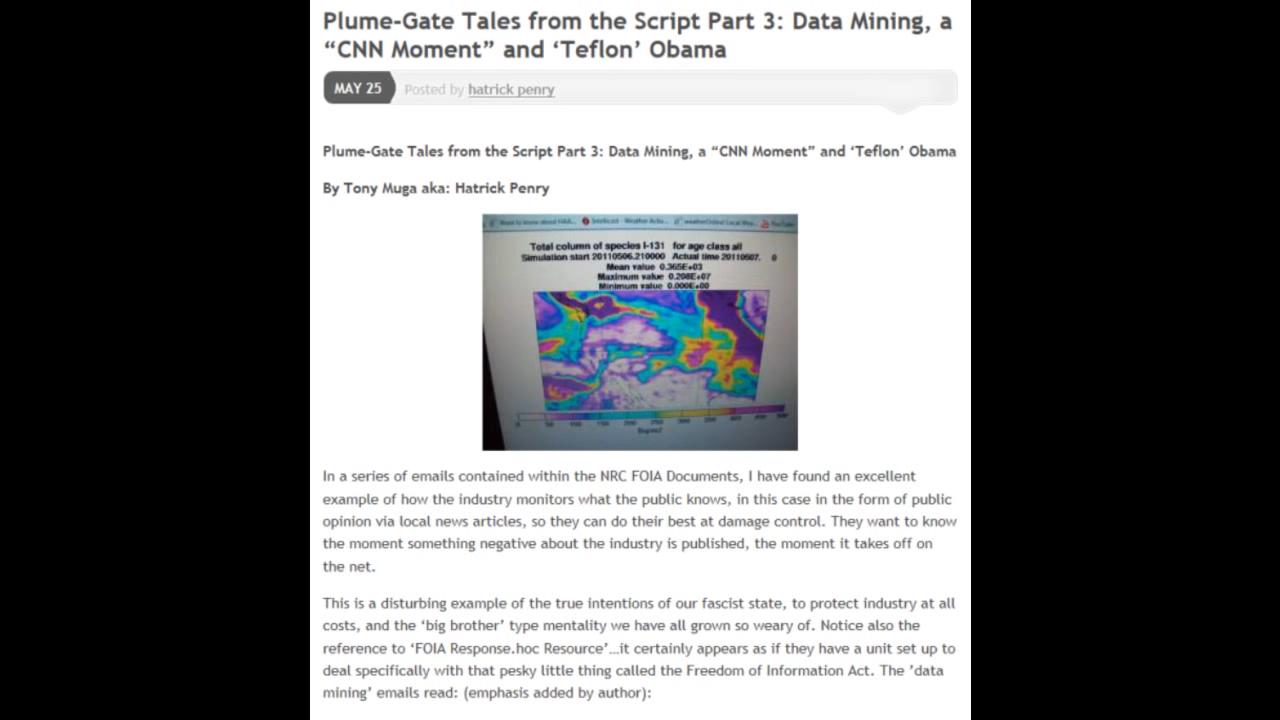 Plume-Gate Tales from the Script Part 3: Data Mining, a
“CNN Moment” and ‘Teflon’ Obama
MAY 25 Posted by hatrick penry
Plume-Gate Tales from the Script Part 3: Data Mining, a “CNN Moment” and ‘Teflon’ Obama
By Tony Muga aka: Hatrick Penry
YouTube
Total column of species I-131 for age class all
Simulation start 20110506.210000 Actual time 20110507. 0
Mean value 0.365E+03
Maximum value 0.208E+07
Minimum value 0.000E+00
In a series of emails contained within the NRC FOIA Documents, I have found an excellent
example of how the industry monitors what the public knows, in this case in the form of public
opinion via local news articles, so they can do their best at damage control. They want to know
the moment something negative about the industry is published, the moment it takes off on
the net.
This is a disturbing example of the true intentions of our fascist state, to protect industry at all
costs, and the ‘big brother’ type mentality we have all grown so weary of. Notice also the
reference to ‘FOIA Response.hoc Resource’…it certainly appears as if they have a unit set up to
deal specifically with that pesky little thing called the Freedom of Information Act. The ’data
mining’ emails read: (emphasis added by author):